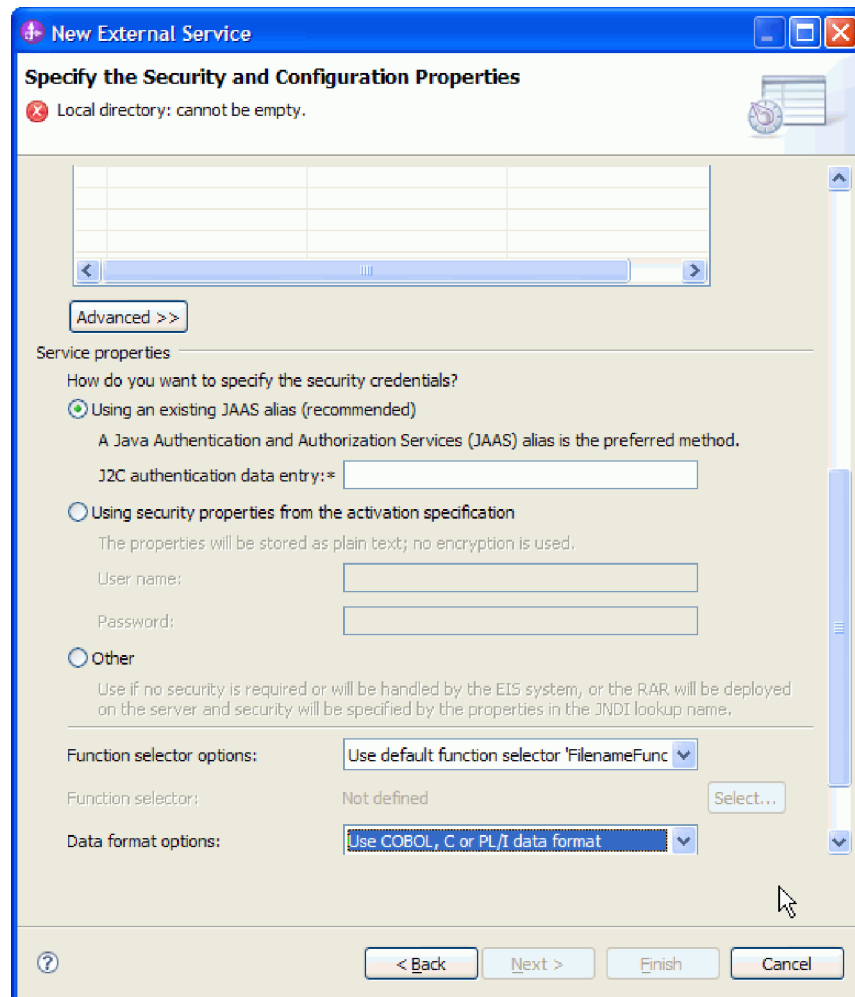 New External Service
Specify the Security and Configuration Properties
Local directory: cannot be empty.
Advanced >>
Service properties
How do you want to specify the security credentials?
Using an existing JAAS alias (recommended)
A Java Authentication and Authorization Services (JAAS) alias is the preferred method.
J2C authentication data entry:*
Using security properties from the activation specification
The properties will be stored as plain text; no encryption is used.
User name:
Password:
Other
Use if no security is required or will be handled by the EIS system, or the RAR will be deployed
on the server and security will be specified by the properties in the JNDI lookup name.
Function selector options: Use default function selector 'FilenameFunc
Function selector: Not defined Select...
Data format options: Use COBOL, C or PL/I data format
? < Back Next > Finish Cancel